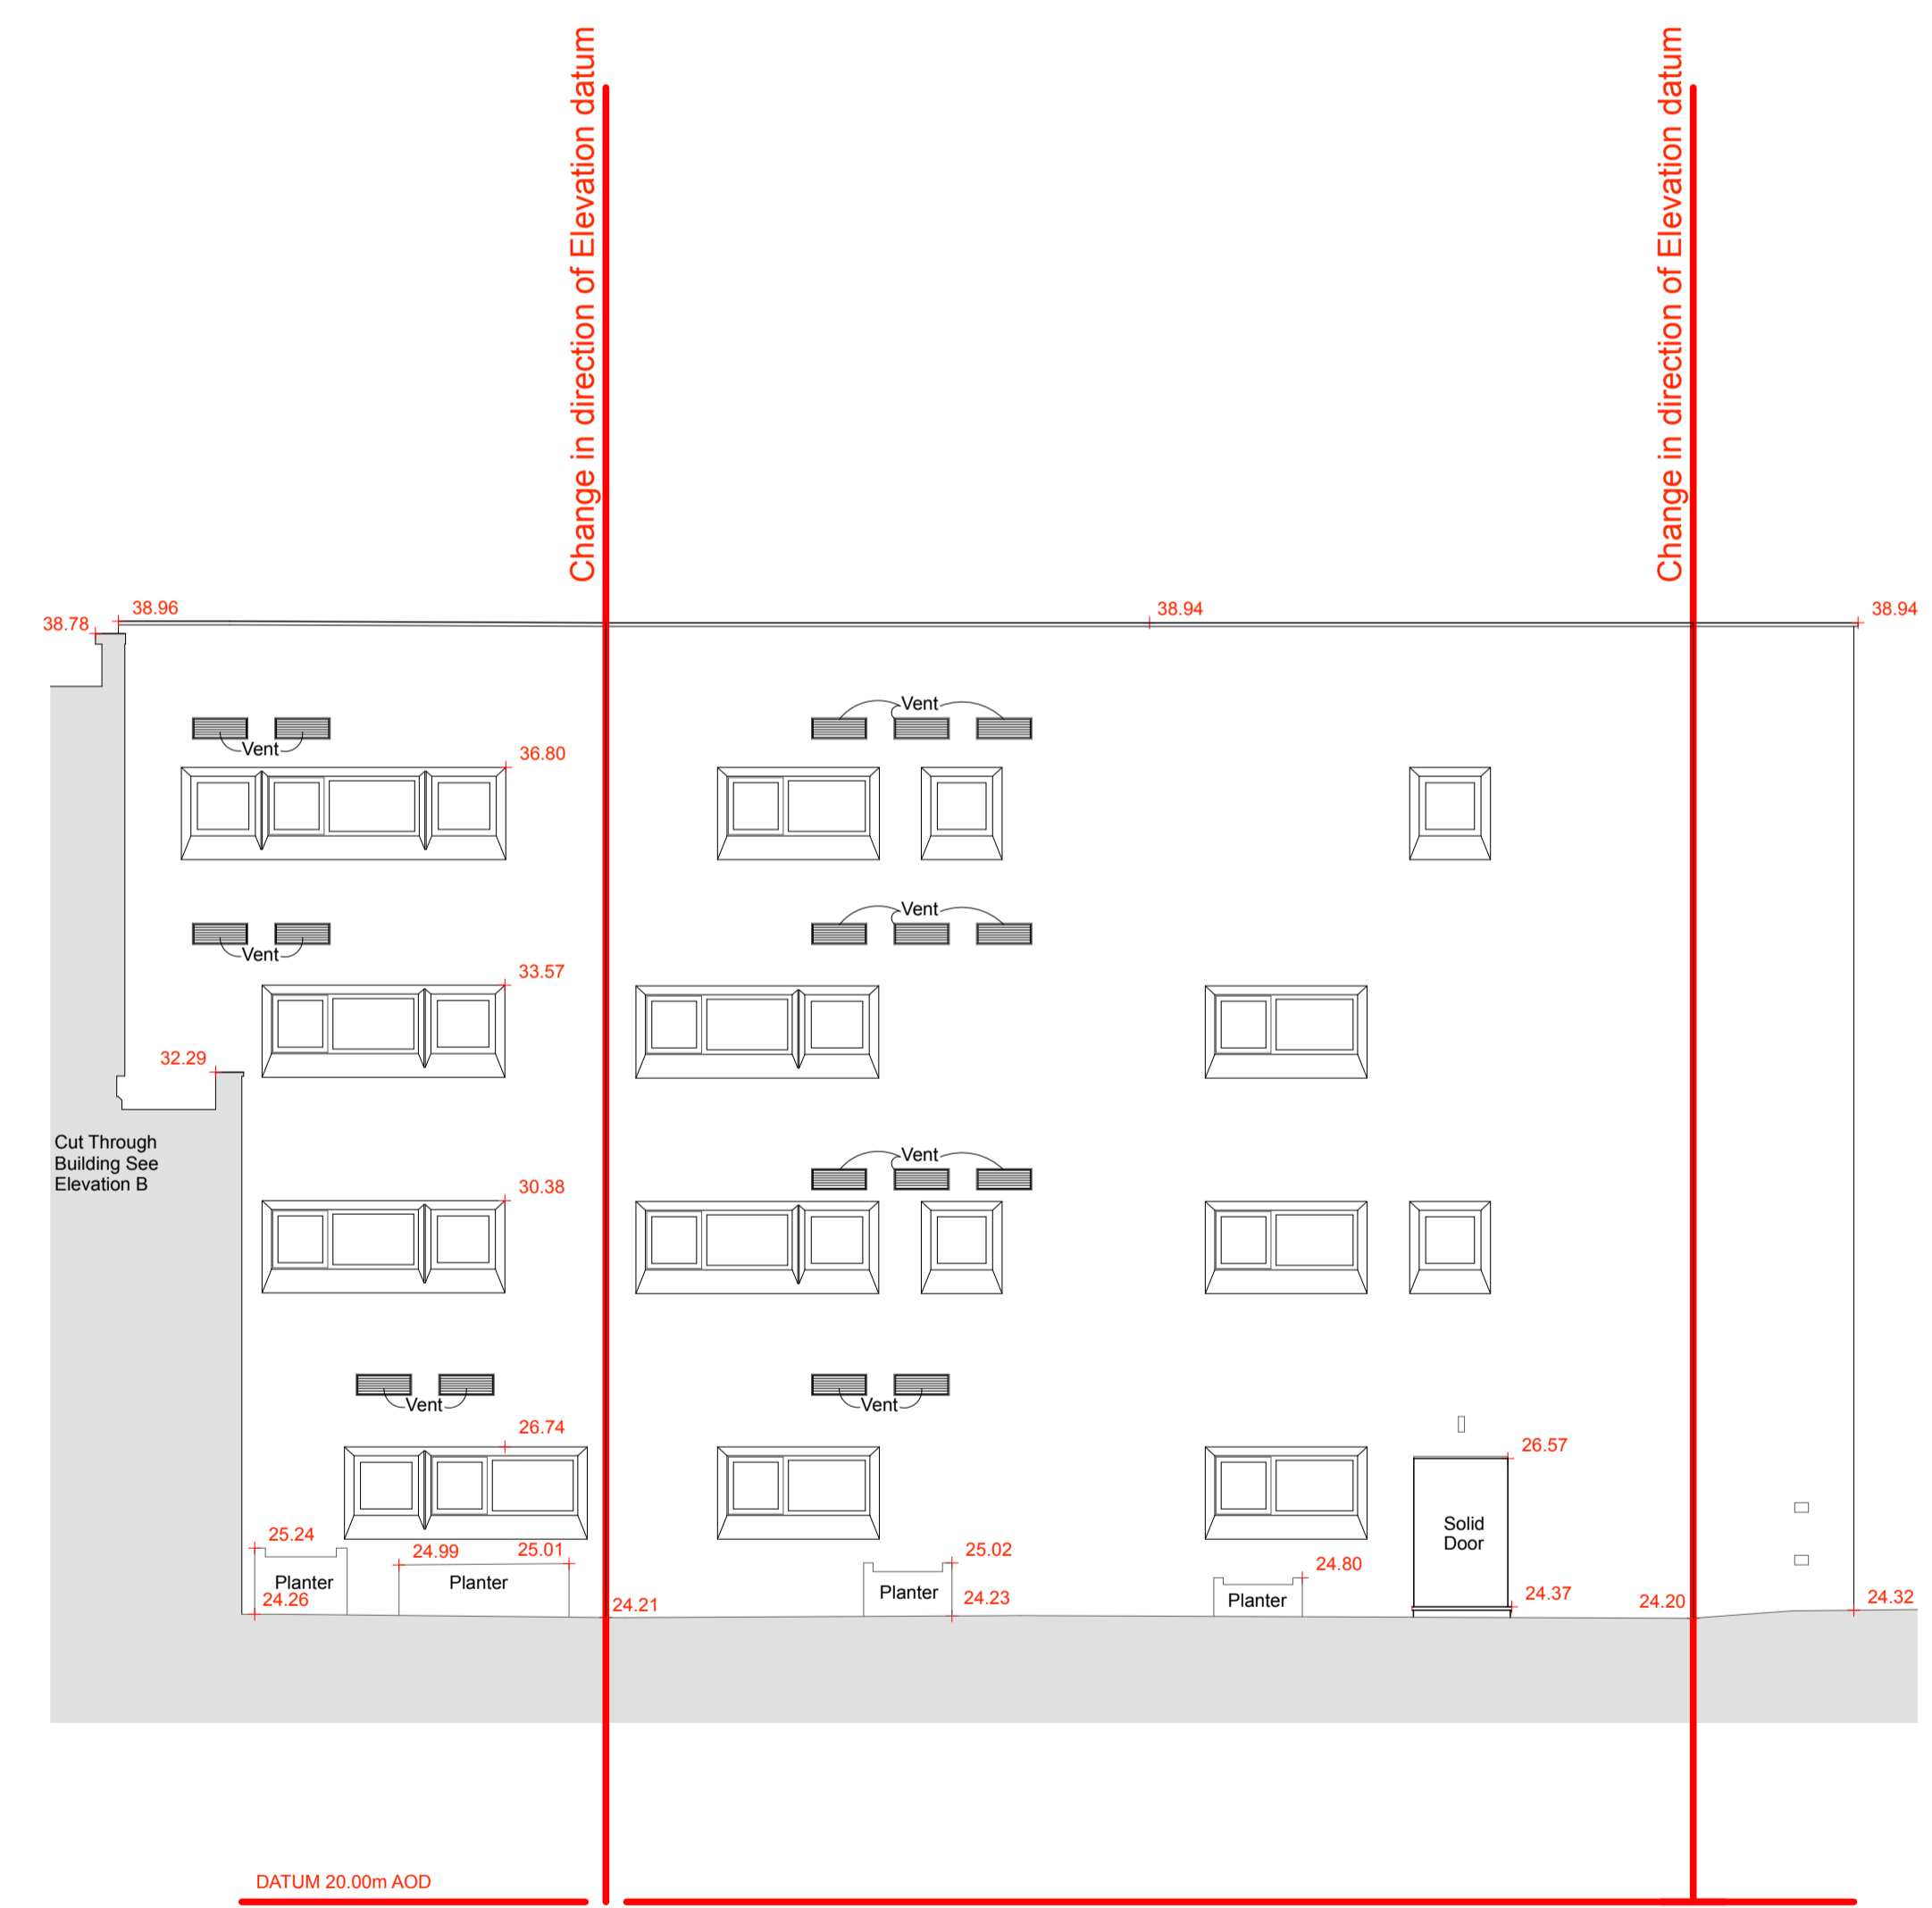 Change in direction of Elevation datum
Change in direction of Elevation datum
38.96
38.78
38.94
38.94
Vent
Vent
36.80
Vent
Vent
33.57
32.29
Cut Through
Building See
Elevation B
Vent
30.38
Vent
Vent
26.74
26.57
Solid
Door
25.24
24.99
25.01
25.02
24.80
Planter
Planter
Planter
Planter
24.26
24.21
24.23
24.37
24.20
24.32
DATUM 20.00m AOD